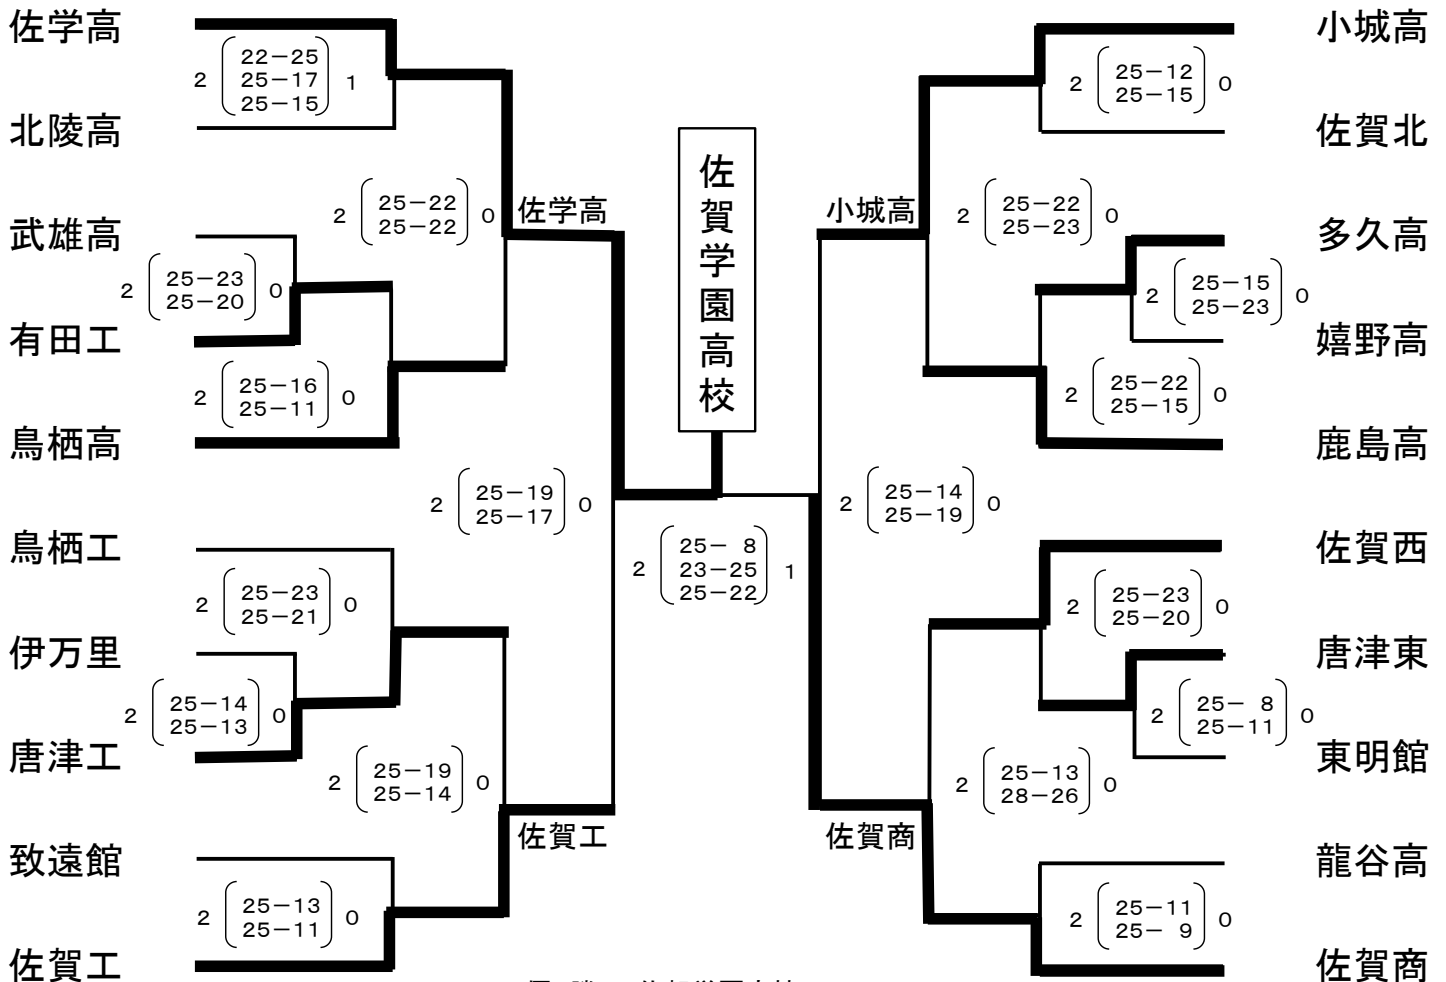 佐学高
2 22-25 1
25-17
25-15
北陵高
武雄高
2 25-23 0
25-20
有田工
2 25-16 0
25-11
鳥栖高
2 25-22 0
25-22
佐学高
鳥栖工
2 25-23 0
25-21
伊万里
2 25-14 0
25-13
唐津工
2 25-19 0
25-14
致遠館
2 25-13 0
25-11
佐賀工
佐賀工
2 25-19 0
25-17
佐賀学園高校
2 25- 8 1
23-25
25-22
小城高
2 25-12 0
25-15
佐賀北
小城高
2 25-22 0
25-23
多久高
2 25-15 0
25-23
嬉野高
2 25-22 0
25-15
鹿島高
2 25-14 0
25-19
佐賀西
2 25-23 0
25-20
唐津東
2 25- 8 0
25-11
東明館
2 25-13 0
28-26
佐賀商
龍谷高
2 25-11 0
25- 9
佐賀商